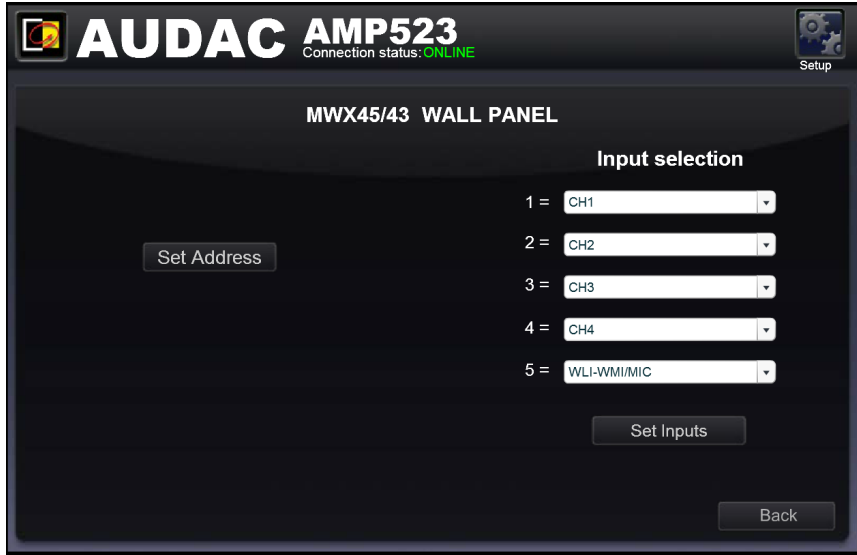 AUDAC AMP523
Connection status: ONLINE
Setup
MWX45/43 WALL PANEL
Input selection
1 = CH1
2 = CH2
Set Address
3 = CH3
4 = CH4
5 = WLI-WMI/MIC
Set Inputs
Back